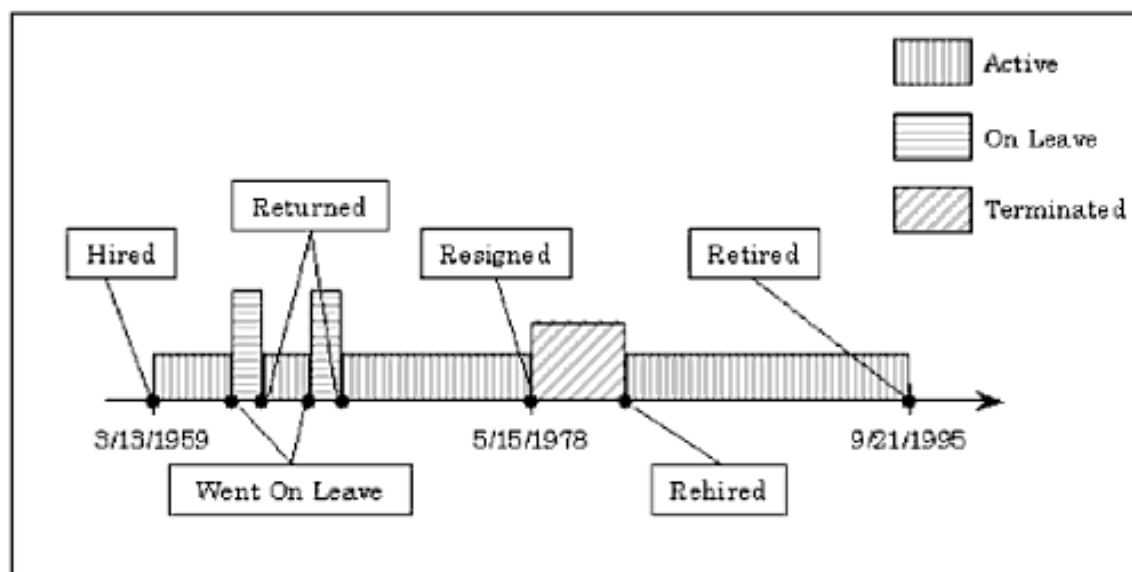 Active
On Leave
Terminated
Returned
Hired
Resigned
Retired
3/13/1959
5/15/1978
9/21/1995
Went On Leave
Rehired